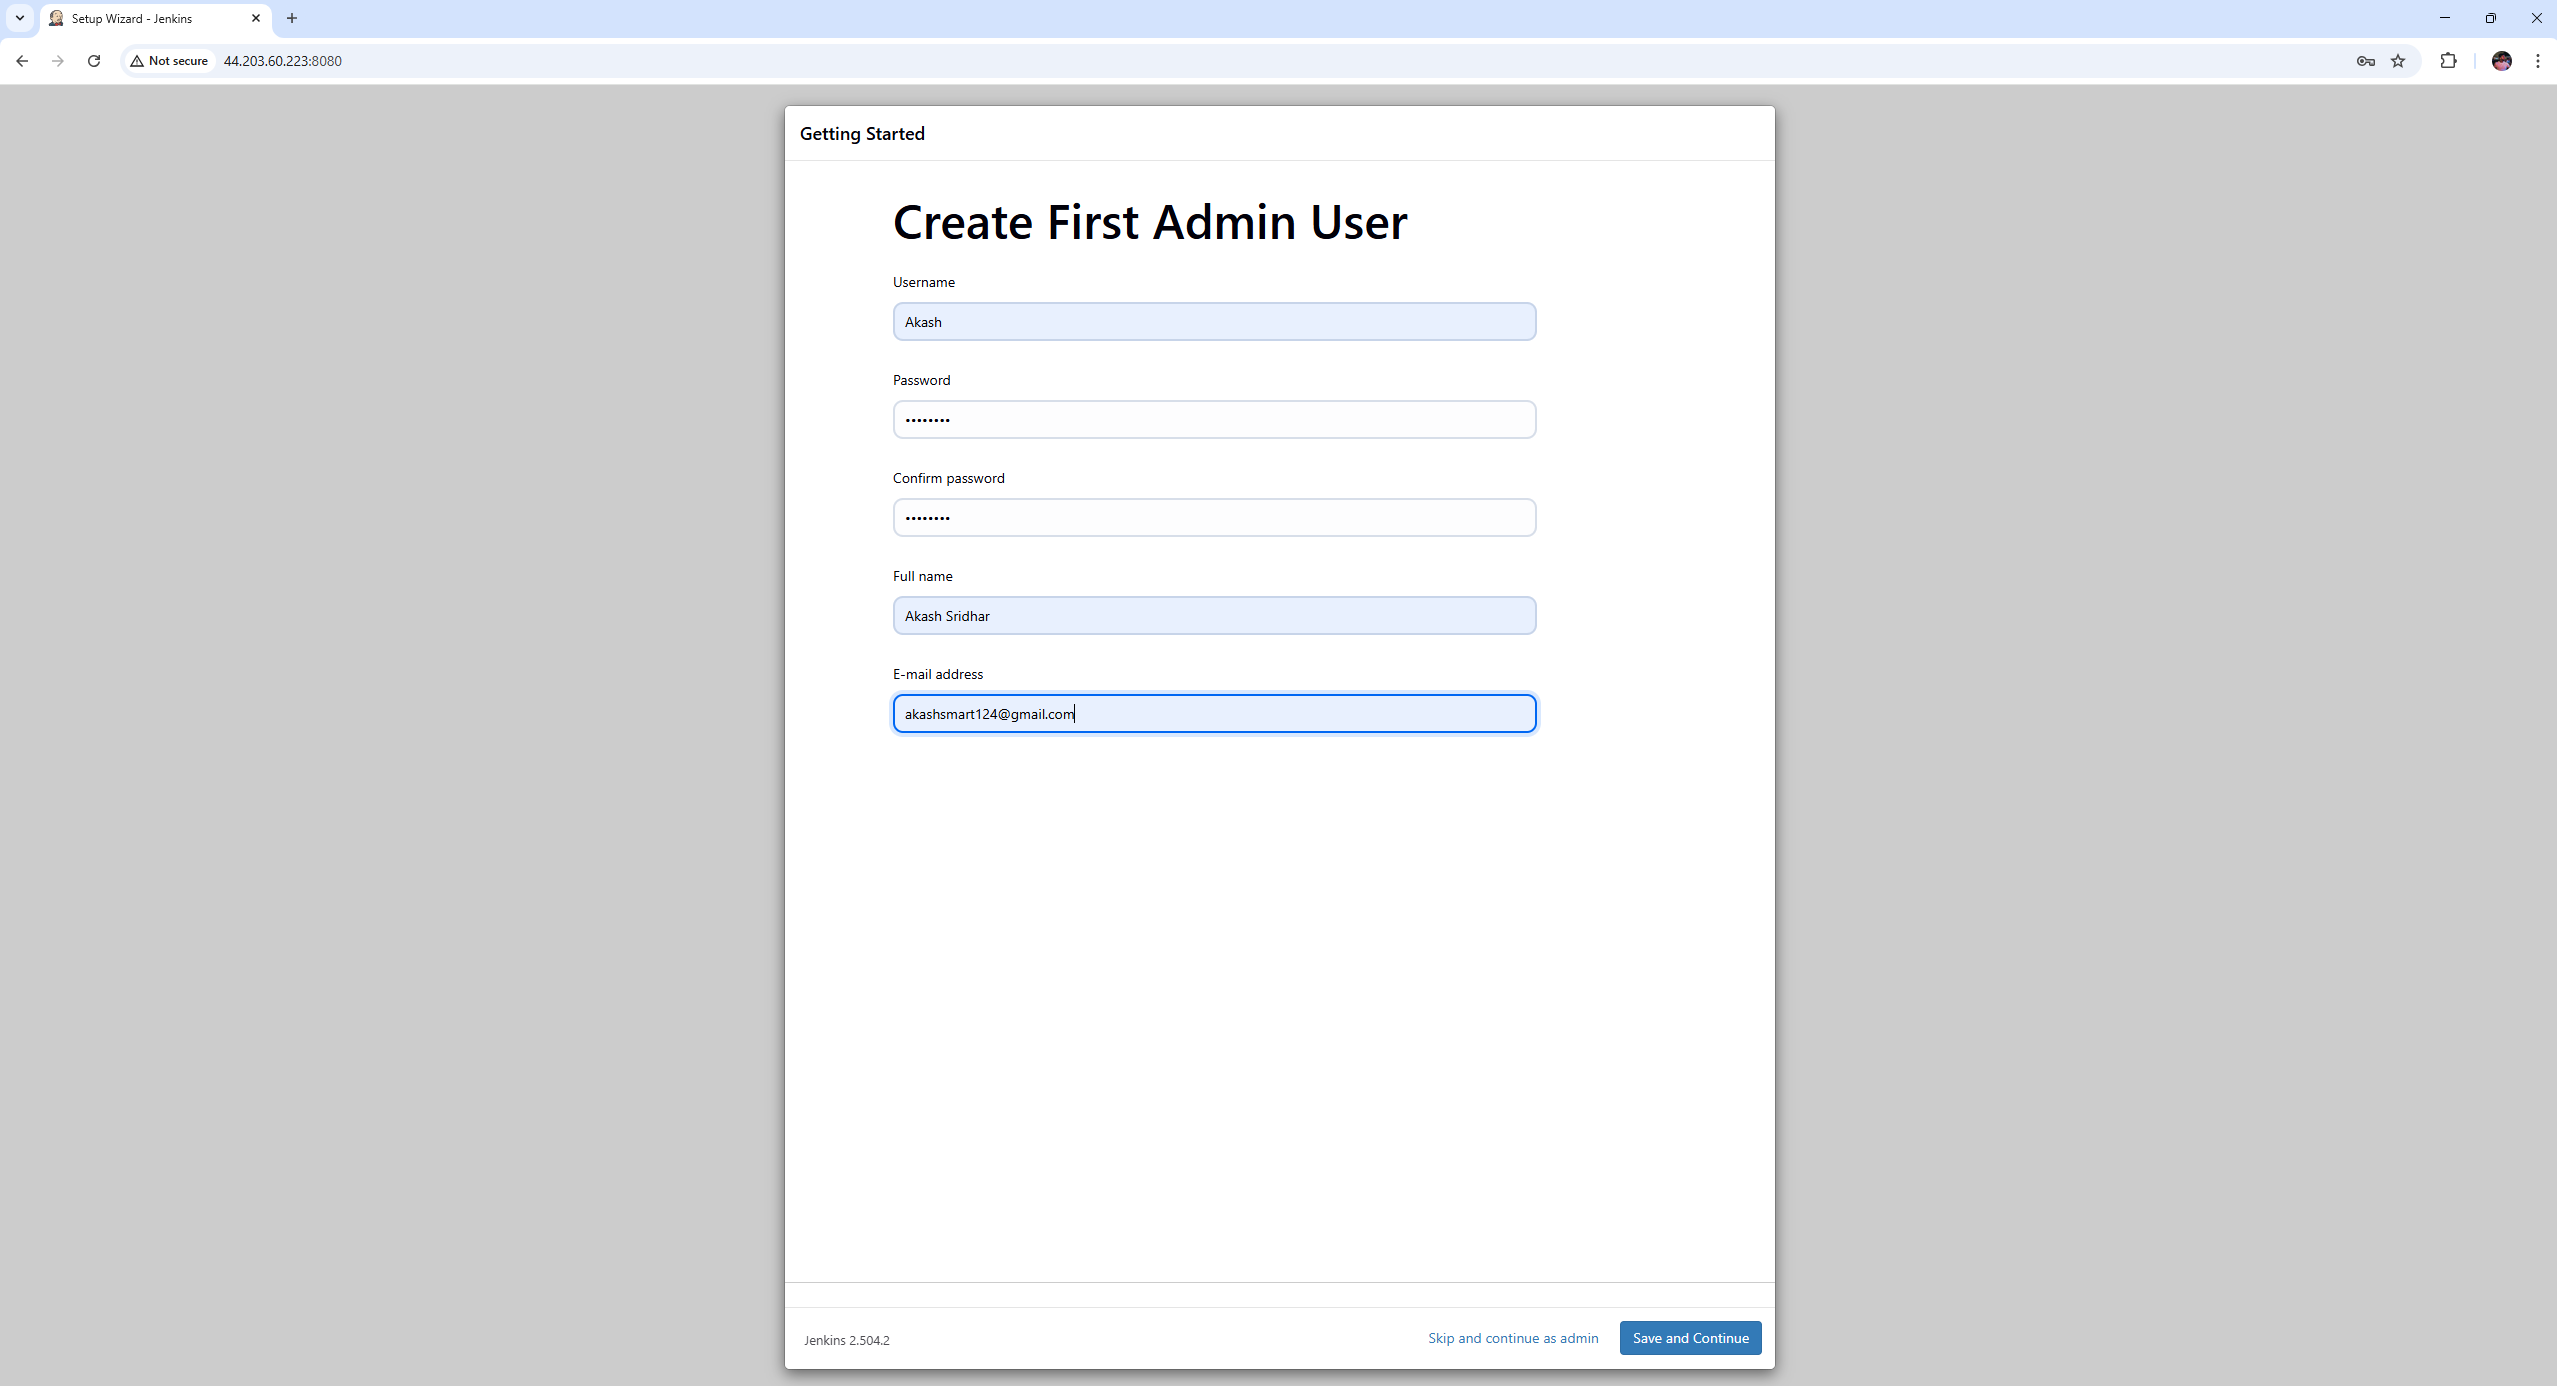 Setup Wizard - Jenkins
Not secure
44.203.60.223:8080
Getting Started
Create First Admin User
Username
Akash
Password
••••••••
Confirm password
••••••••
Full name
Akash Sridhar
E-mail address
akashsmart124@gmail.com
Jenkins 2.504.2
Skip and continue as admin
Save and Continue